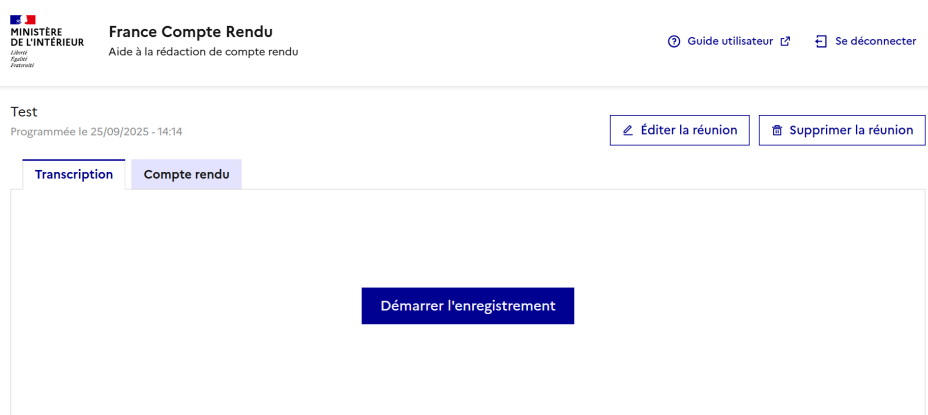 MINISTÈRE
DE L'INTÉRIEUR
Liberté
Égalité
Fraternité
France Compte Rendu
Aide à la rédaction de compte rendu
Guide utilisateur
Se déconnecter
Test
Programmée le 25/09/2025 - 14:14
Éditer la réunion
Supprimer la réunion
Transcription
Compte rendu
Démarrer l'enregistrement